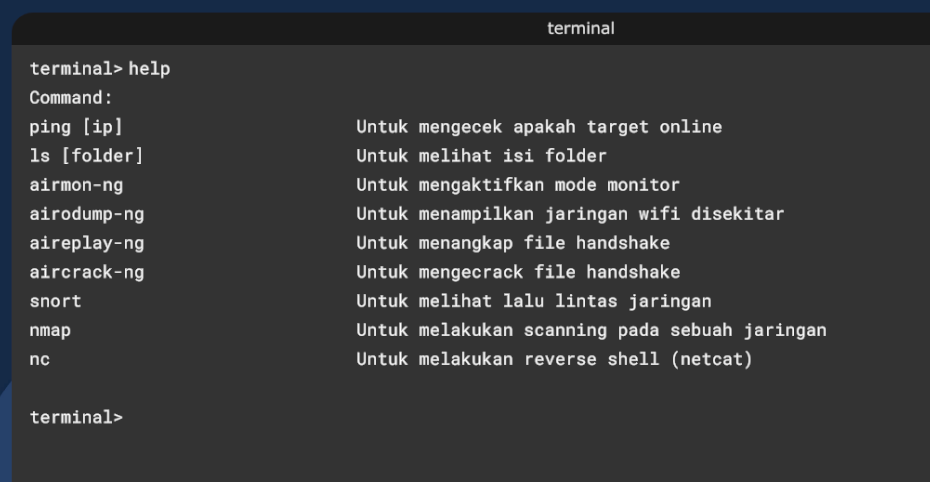 terminal
terminal> help
Command:
ping [ip] Untuk mengecek apakah target online
ls [folder] Untuk melihat isi folder
airmon-ng Untuk mengaktifkan mode monitor
airodump-ng Untuk menampilkan jaringan wifi disekitar
aireplay-ng Untuk menangkap file handshake
aircrack-ng Untuk mengecrack file handshake
snort Untuk melihat lalu lintas jaringan
nmap Untuk melakukan scanning pada sebuah jaringan
nc Untuk melakukan reverse shell (netcat)
terminal>